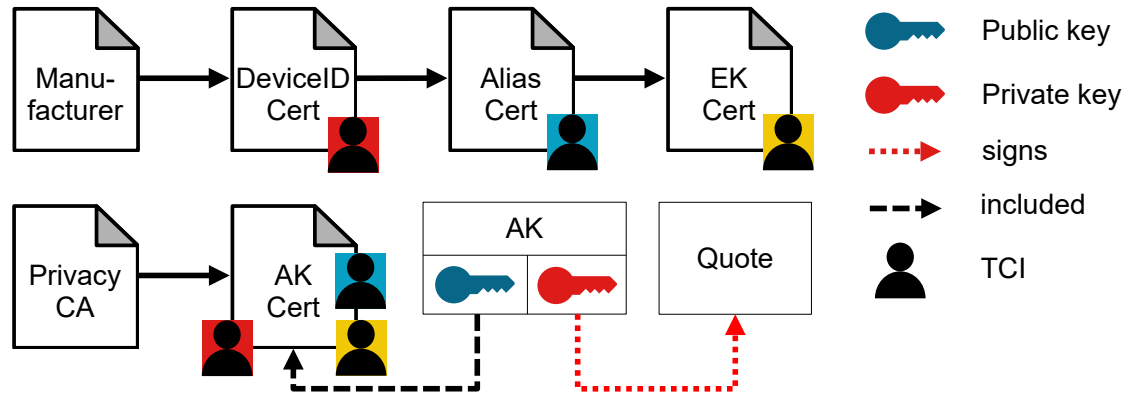 Manu-
facturer
DeviceID
Cert
Alias
Cert
EK
Cert
Public key
Private key
signs
included
TCI
Privacy
CA
AK
Cert
AK
Quote